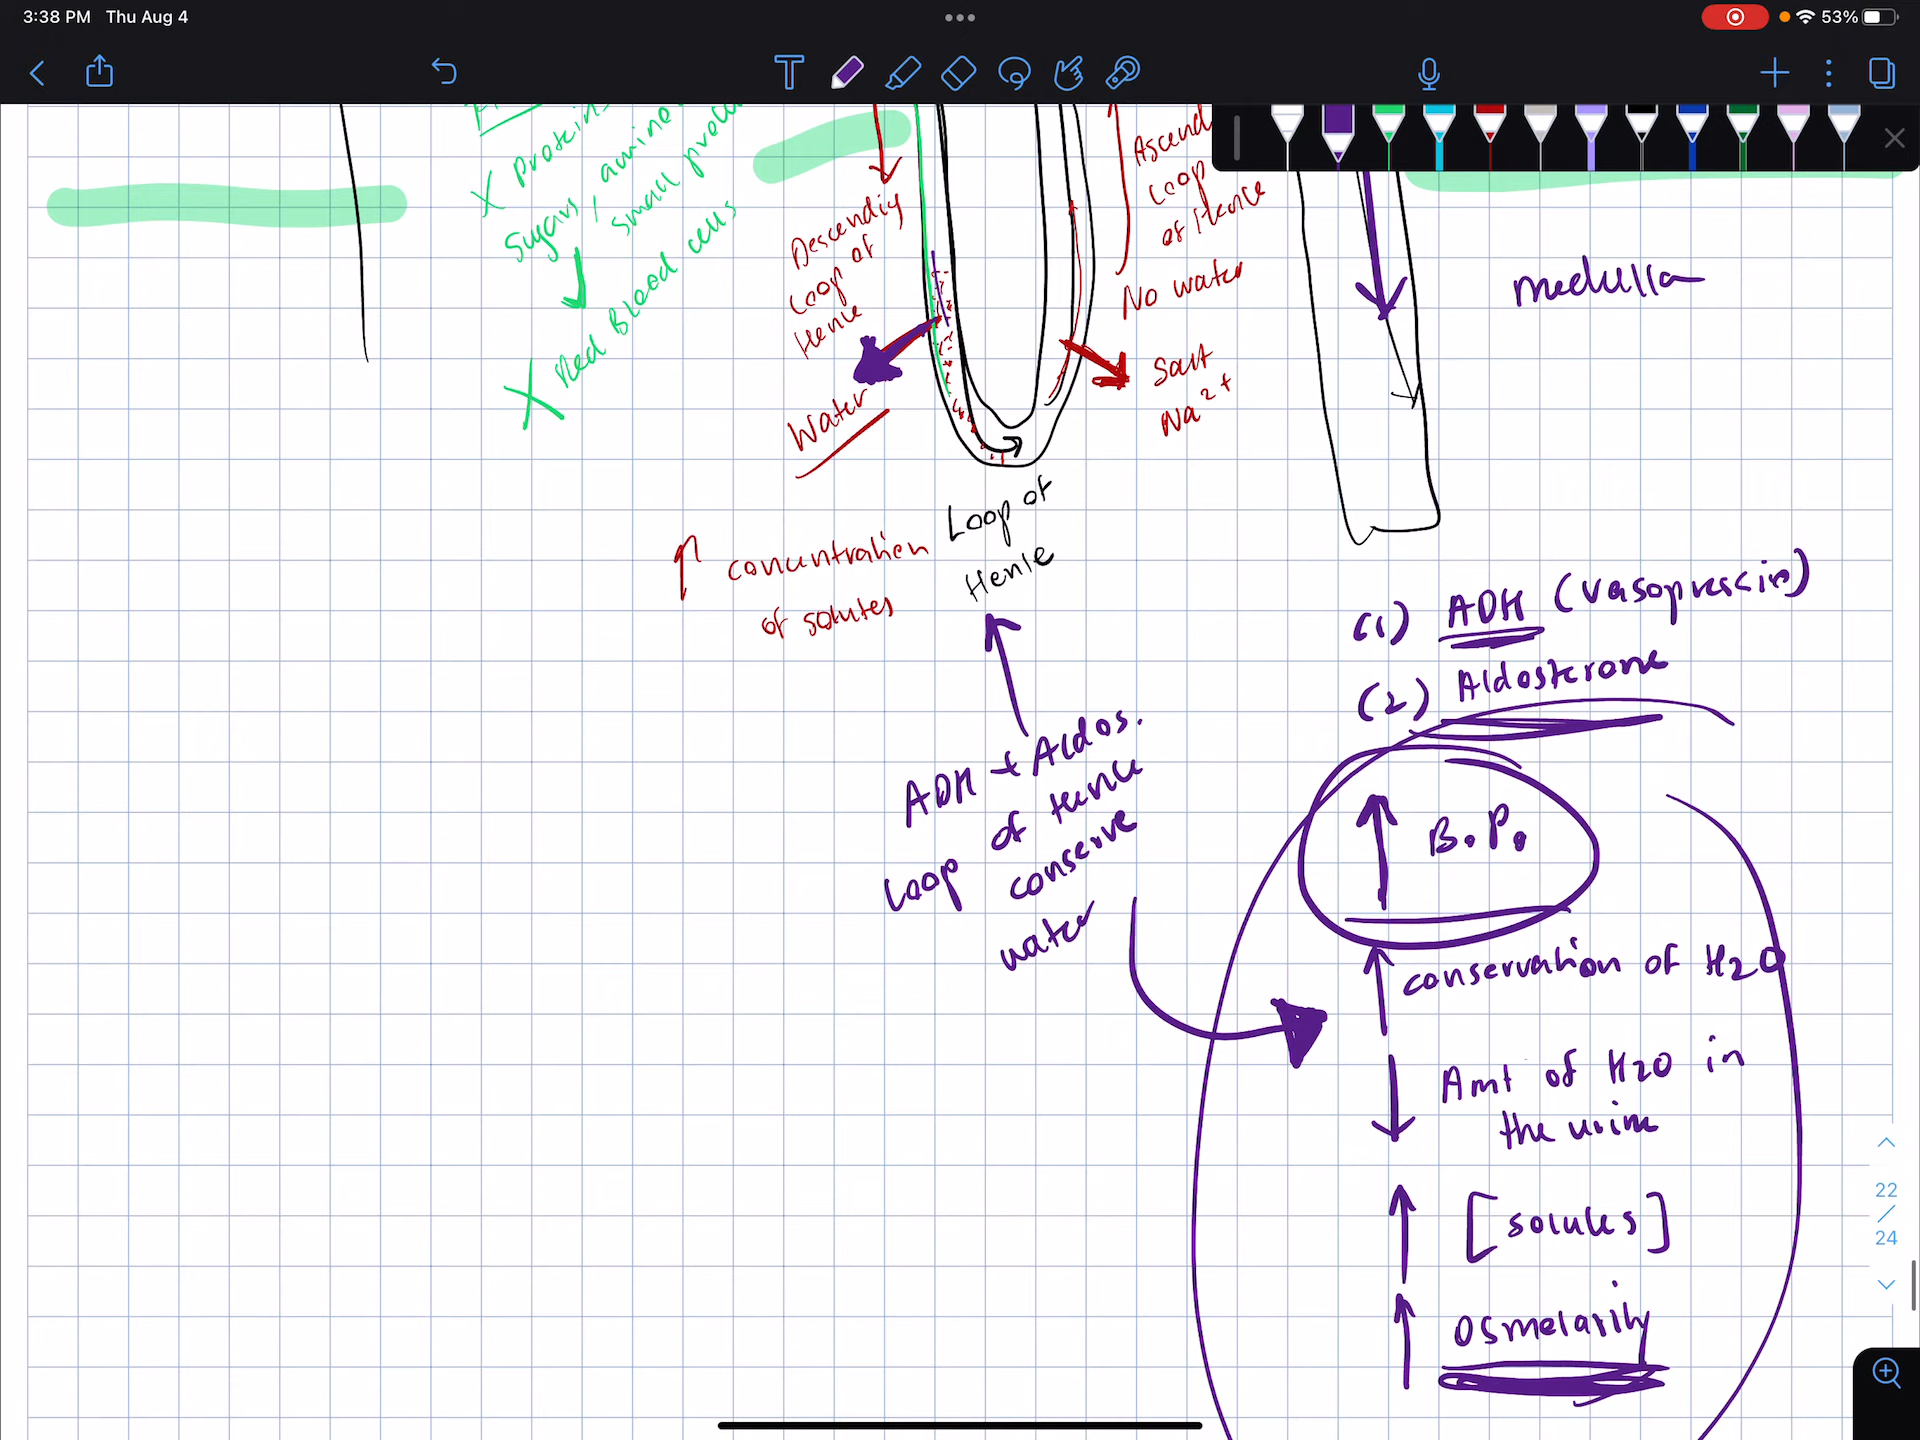 3:38 PM Thu Aug 4
53%
X proteins
sugars / amino
small prot
X Red Blood cells
Descendig
Loop of
Henle
Water
Ascend
Loop
of Henle
No water
Salt
Na2+
medulla
↑ concentration
of solutes
Loop of
Henle
(1) ADH (Vasopressin)
(2) Aldosterone
ADH + Aldos.
Loop of Henle
conserve
water
↑ B.P.
↑ conservation of H2O
↓ Amt of H2O in
the urine
↑ [solutes]
↑ Osmolarity
22
/
24